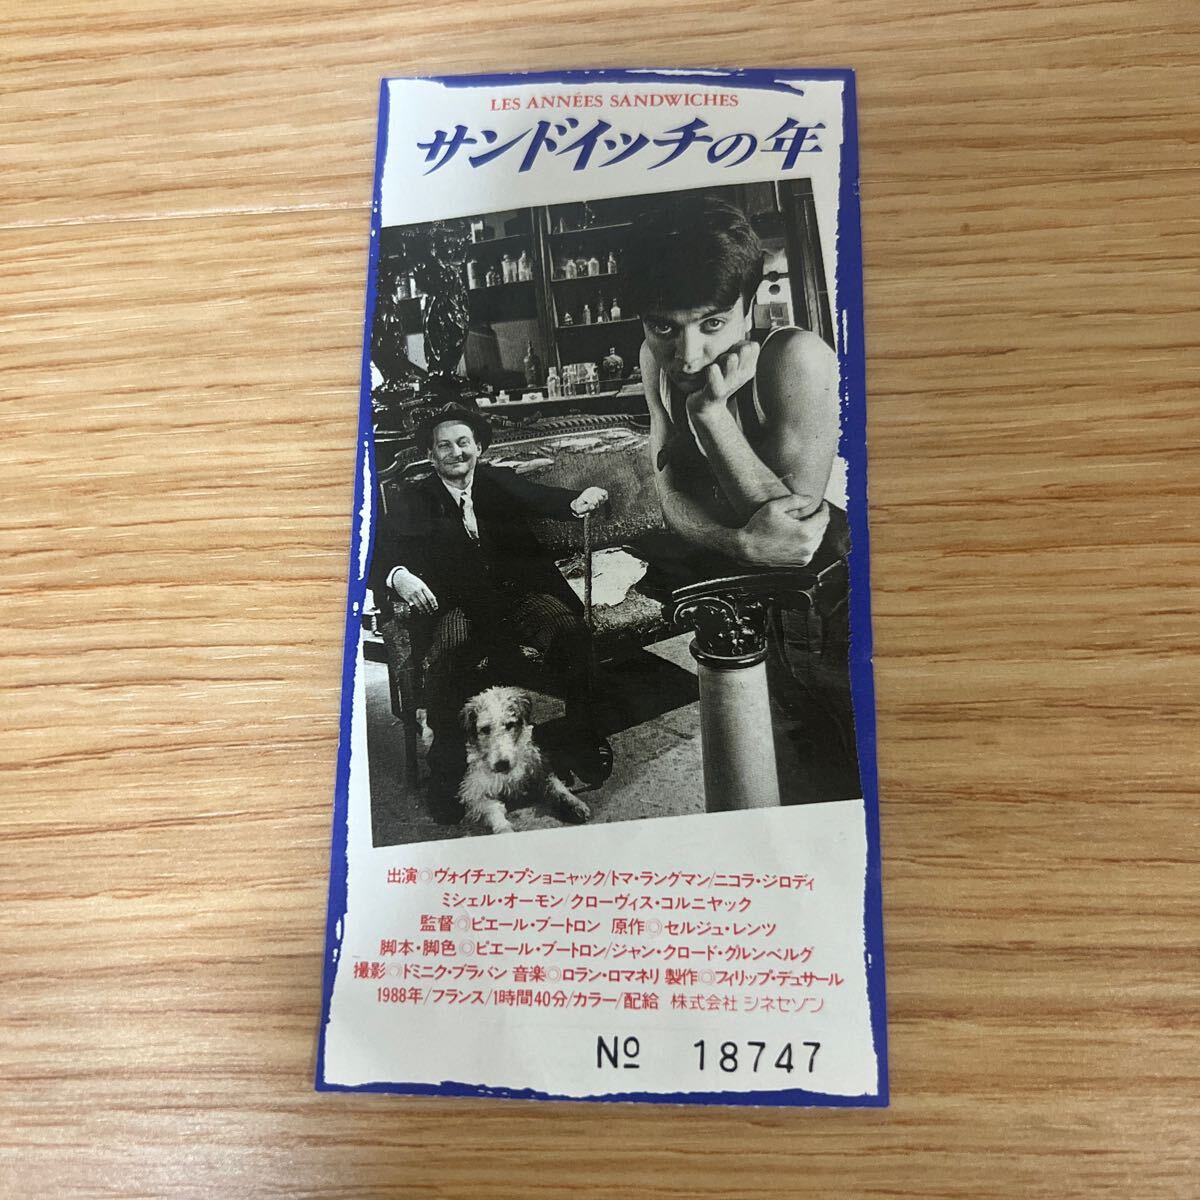 LES ANNÉES SANDWICHES
サンドイッチの年
出演◎ヴォイチェフ・プショニャック/トマ・ラングマン/ニコラ・ジロディ
ミシェル・オーモン/クローヴィス・コルニヤック
監督◎ピエール・ブートロン 原作◎セルジュ・レンツ
脚本・脚色◎ピエール・ブートロン/ジャン・クロード・グルンベルグ
撮影◎ドミニク・ブラバン 音楽◎ロラン・ロマネリ 製作◎フィリップ・デュサール
1988年/フランス/1時間40分/カラー/配給 株式会社 シネセゾン
№ 18747